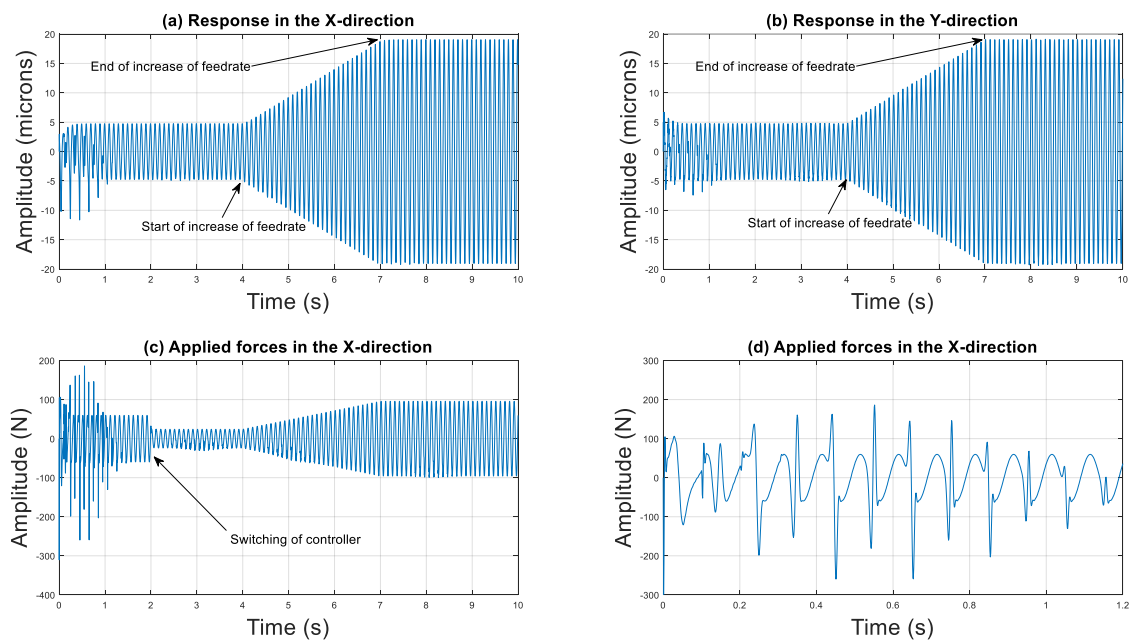 (a) Response in the X-direction
20
15
10
5
0
-5
-10
-15
-20
Amplitude (microns)
End of increase of feedrate
Start of increase of feedrate
0 1 2 3 4 5 6 7 8 9 10
Time (s)
(b) Response in the Y-direction
20
15
10
5
0
-5
-10
-15
-20
Amplitude (microns)
End of increase of feedrate
Start of increase of feedrate
0 1 2 3 4 5 6 7 8 9 10
Time (s)
(c) Applied forces in the X-direction
200
100
0
-100
-200
-300
-400
Amplitude (N)
Switching of controller
0 1 2 3 4 5 6 7 8 9 10
Time (s)
(d) Applied forces in the X-direction
300
200
100
0
-100
-200
-300
Amplitude (N)
0 0.2 0.4 0.6 0.8 1 1.2
Time (s)